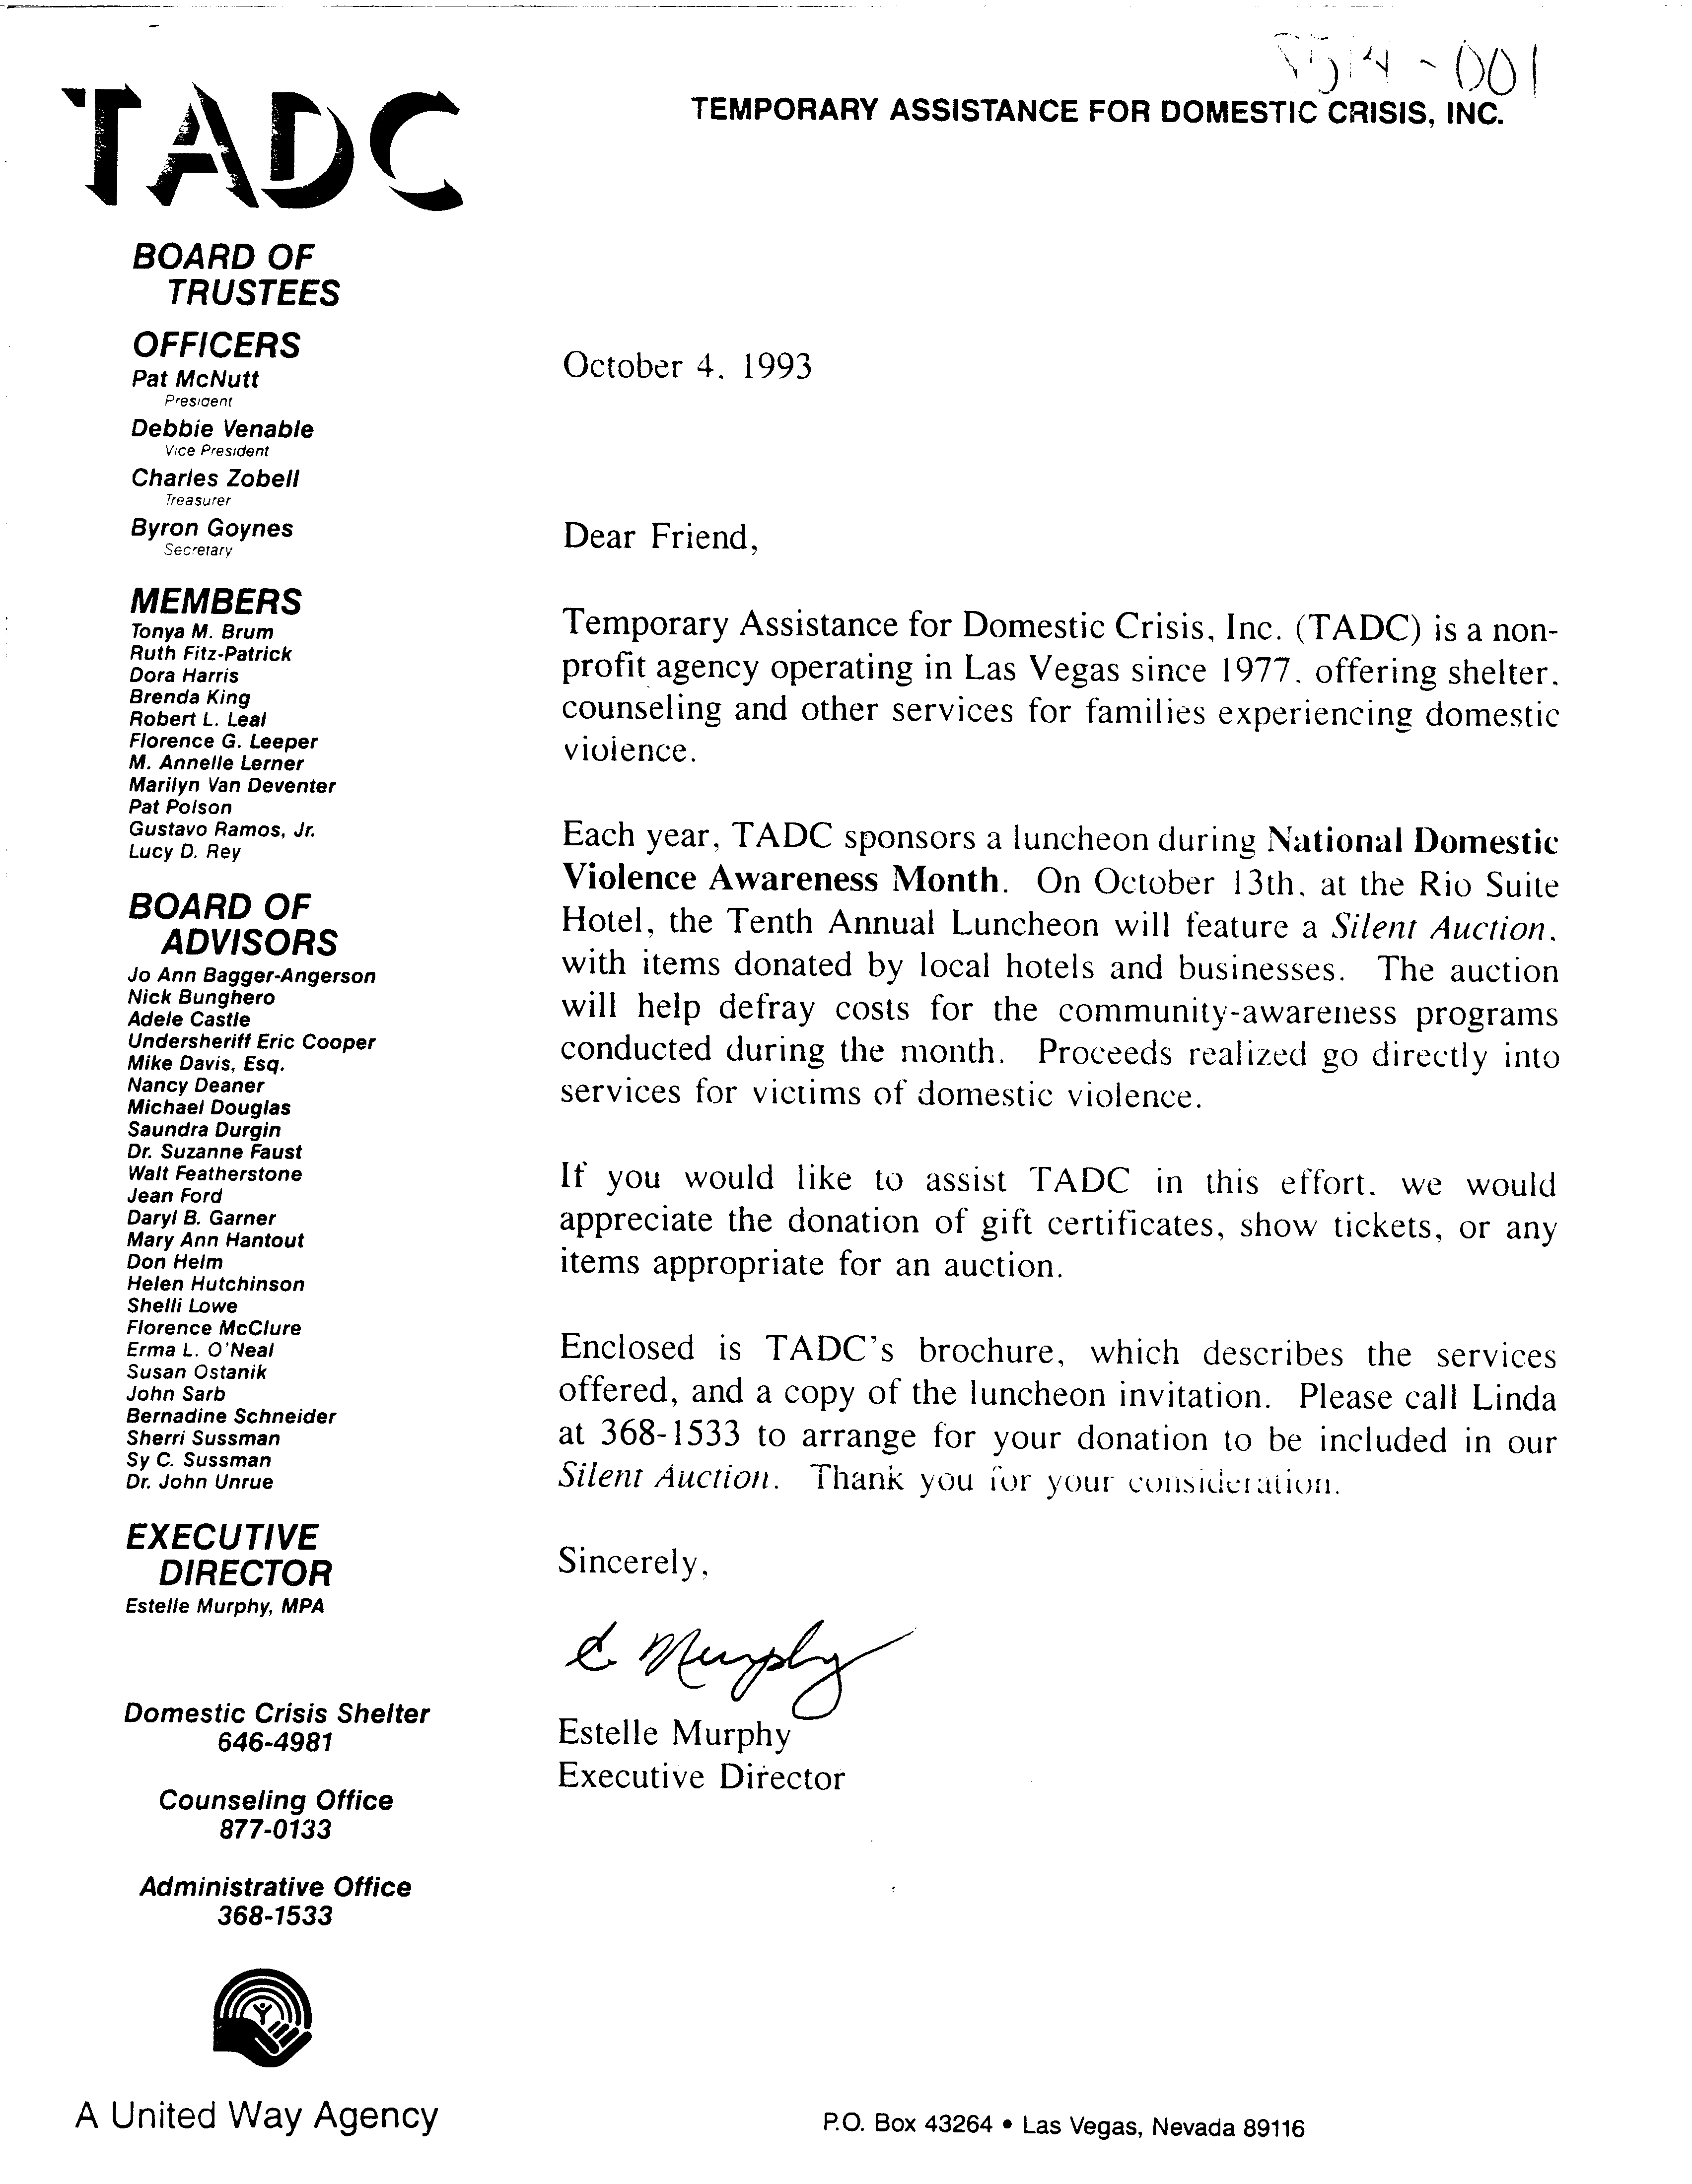 TADC
TEMPORARY ASSISTANCE FOR DOMESTIC CRISIS, INC.
BOARD OF
TRUSTEES
OFFICERS
Pat McNutt
President
Debbie Venable
Vice President
Charles Zobell
Treasurer
Byron Goynes
Secretary
MEMBERS
Tonya M. Brum
Ruth Fitz-Patrick
Dora Harris
Brenda King
Robert L. Leal
Florence G. Leeper
M. Annelle Lerner
Marilyn Van Deventer
Pat Polson
Gustavo Ramos, Jr.
Lucy D. Rey
BOARD OF
ADVISORS
Jo Ann Bagger-Angerson
Nick Bunghero
Adele Castle
Undersheriff Eric Cooper
Mike Davis, Esq.
Nancy Deaner
Michael Douglas
Saundra Durgin
Dr. Suzanne Faust
Walt Featherstone
Jean Ford
Daryl B. Garner
Mary Ann Hantout
Don Helm
Helen Hutchinson
Shelli Lowe
Florence McClure
Erma L. O'Neal
Susan Ostanik
John Sarb
Bernadine Schneider
Sherri Sussman
Sy C. Sussman
Dr. John Unrue
EXECUTIVE
DIRECTOR
Estelle Murphy, MPA
Domestic Crisis Shelter
646-4981
Counseling Office
877-0133
Administrative Office
368-1533
A United Way Agency
October 4, 1993
Dear Friend,
Temporary Assistance for Domestic Crisis, Inc. (TADC) is a non-
profit agency operating in Las Vegas since 1977, offering shelter,
counseling and other services for families experiencing domestic
violence.
Each year, TADC sponsors a luncheon during National Domestic
Violence Awareness Month. On October 13th, at the Rio Suite
Hotel, the Tenth Annual Luncheon will feature a Silent Auction,
with items donated by local hotels and businesses. The auction
will help defray costs for the community-awareness programs
conducted during the month. Proceeds realized go directly into
services for victims of domestic violence.
If you would like to assist TADC in this effort, we would
appreciate the donation of gift certificates, show tickets, or any
items appropriate for an auction.
Enclosed is TADC's brochure, which describes the services
offered, and a copy of the luncheon invitation. Please call Linda
at 368-1533 to arrange for your donation to be included in our
Silent Auction. Thank you for your consideration.
Sincerely,
E Murphy
Estelle Murphy
Executive Director
P.O. Box 43264 • Las Vegas, Nevada 89116